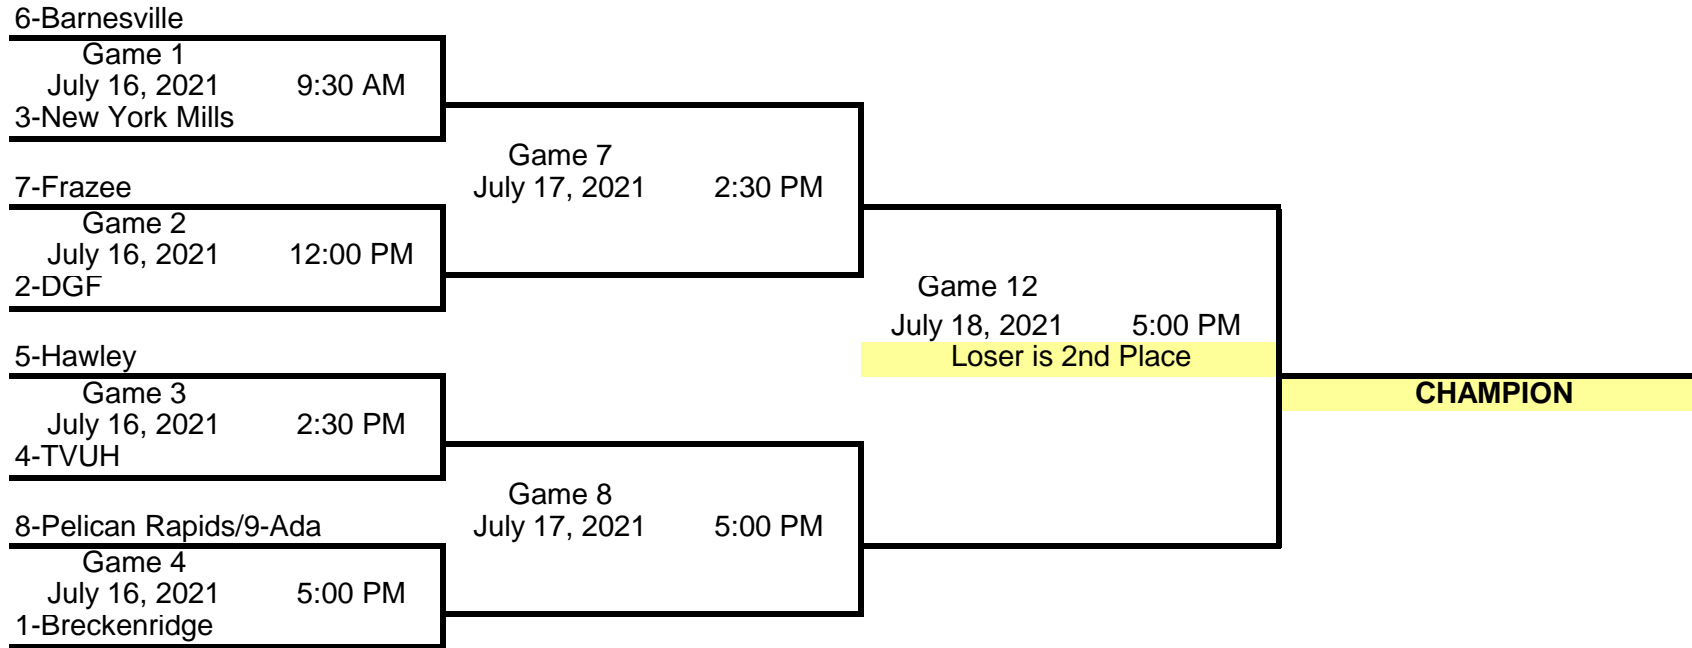 6-Barnesville
Game 1
July 16, 2021 9:30 AM
3-New York Mills
Game 7
7-Frazee
July 17, 2021 2:30 PM
Game 2
July 16, 2021 12:00 PM
2-DGF
Game 12
July 18, 2021 5:00 PM
5-Hawley
Loser is 2nd Place
Game 3
CHAMPION
July 16, 2021 2:30 PM
4-TVUH
Game 8
8-Pelican Rapids/9-Ada
July 17, 2021 5:00 PM
Game 4
July 16, 2021 5:00 PM
1-Breckenridge